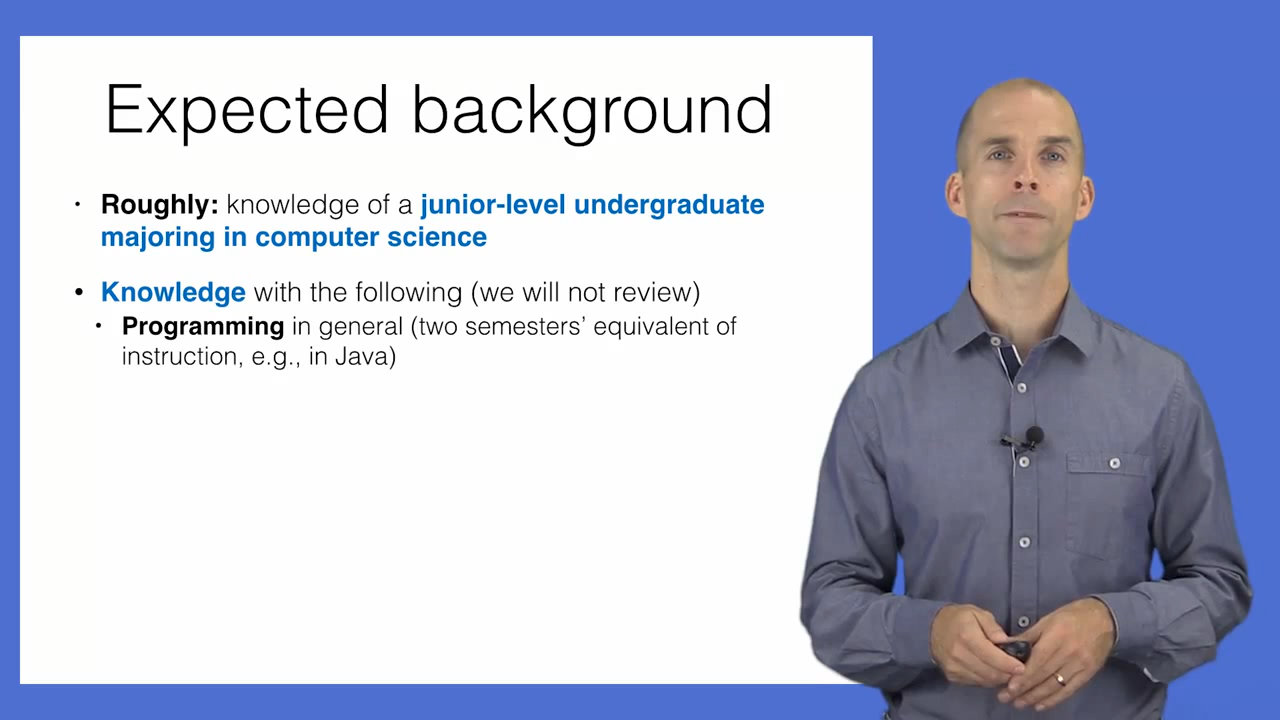 Expected background
• Roughly: knowledge of a junior-level undergraduate
majoring in computer science
• Knowledge with the following (we will not review)
• Programming in general (two semesters’ equivalent of
instruction, e.g., in Java)